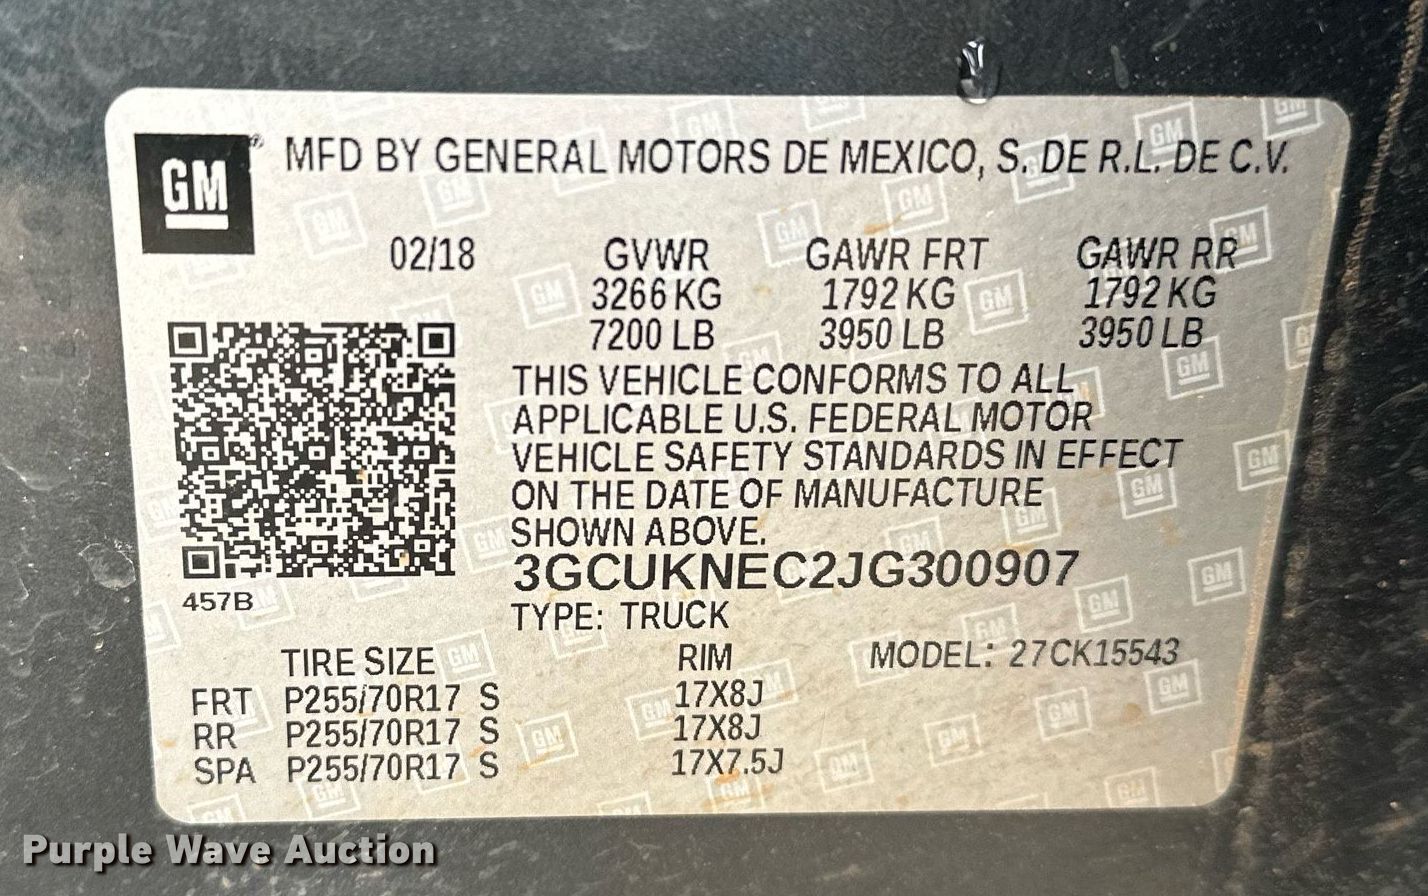 GM® MFD BY GENERAL MOTORS DE MEXICO, S. DE R.L. DE C.V.
02/18 GVWR GAWR FRT GAWR RR
3266 KG 1792 KG 1792 KG
7200 LB 3950 LB 3950 LB
THIS VEHICLE CONFORMS TO ALL
APPLICABLE U.S. FEDERAL MOTOR
VEHICLE SAFETY STANDARDS IN EFFECT
ON THE DATE OF MANUFACTURE
SHOWN ABOVE.
3GCUKNEC2JG300907
457B
TYPE: TRUCK
TIRE SIZE RIM MODEL: 27CK15543
FRT P255/70R17 S 17X8J
RR P255/70R17 S 17X8J
SPA P255/70R17 S 17X7.5J
Purple Wave Auction